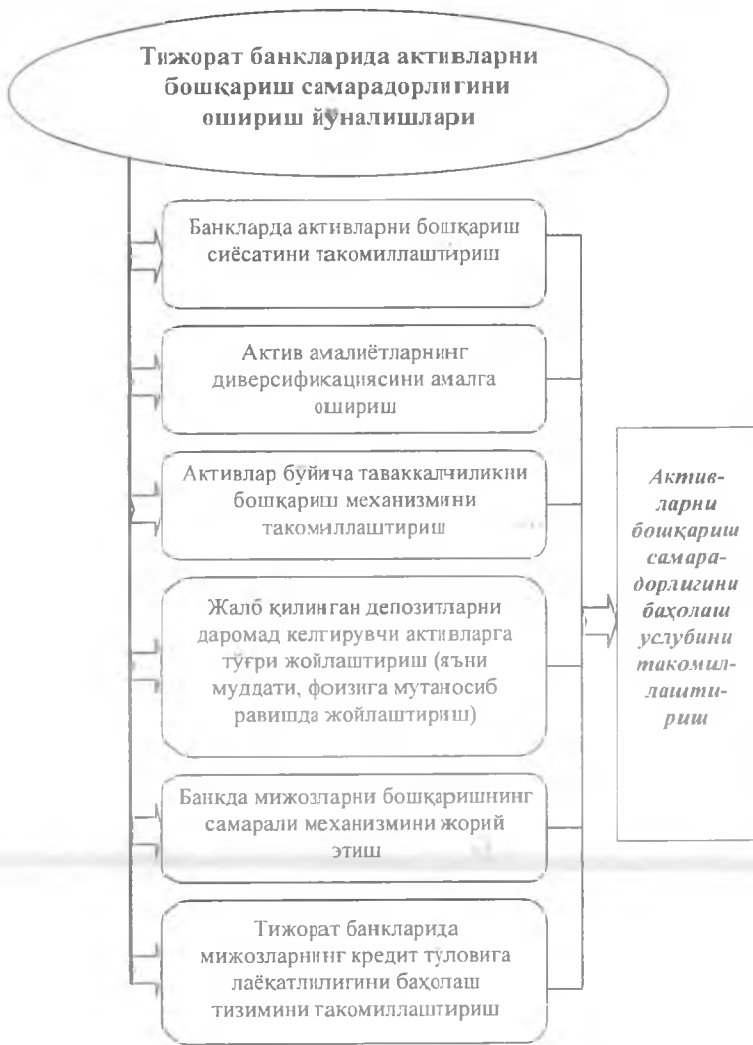 Тижорат банкларида активларни
бошқариш самарадорлигини
ошириш йўналишлари
Банкларда активларни бошқариш
сиёсатини такомиллаштириш
Актив амалиётларнинг
диверсификациясини амалга
ошириш
Активлар бўйича таваккалчиликни
бошқариш механизмини
такомиллаштириш
Жалб қилинган депозитларни
даромад келтирувчи активларга
тўғри жойлаштириш (яъни
муддати, фоизига мутаносиб
равишда жойлаштириш)
Банкда мижозларни бошқаришнинг
самарали механизмини жорий
этиш
Тижорат банкларида
мижозларнинг кредит тўловига
лаёқатлилигини баҳолаш
тизимини такомиллаштириш
Актив-
ларни
бошқариш
самара-
дорлигини
баҳолаш
услубини
такомил-
лашти-
риш